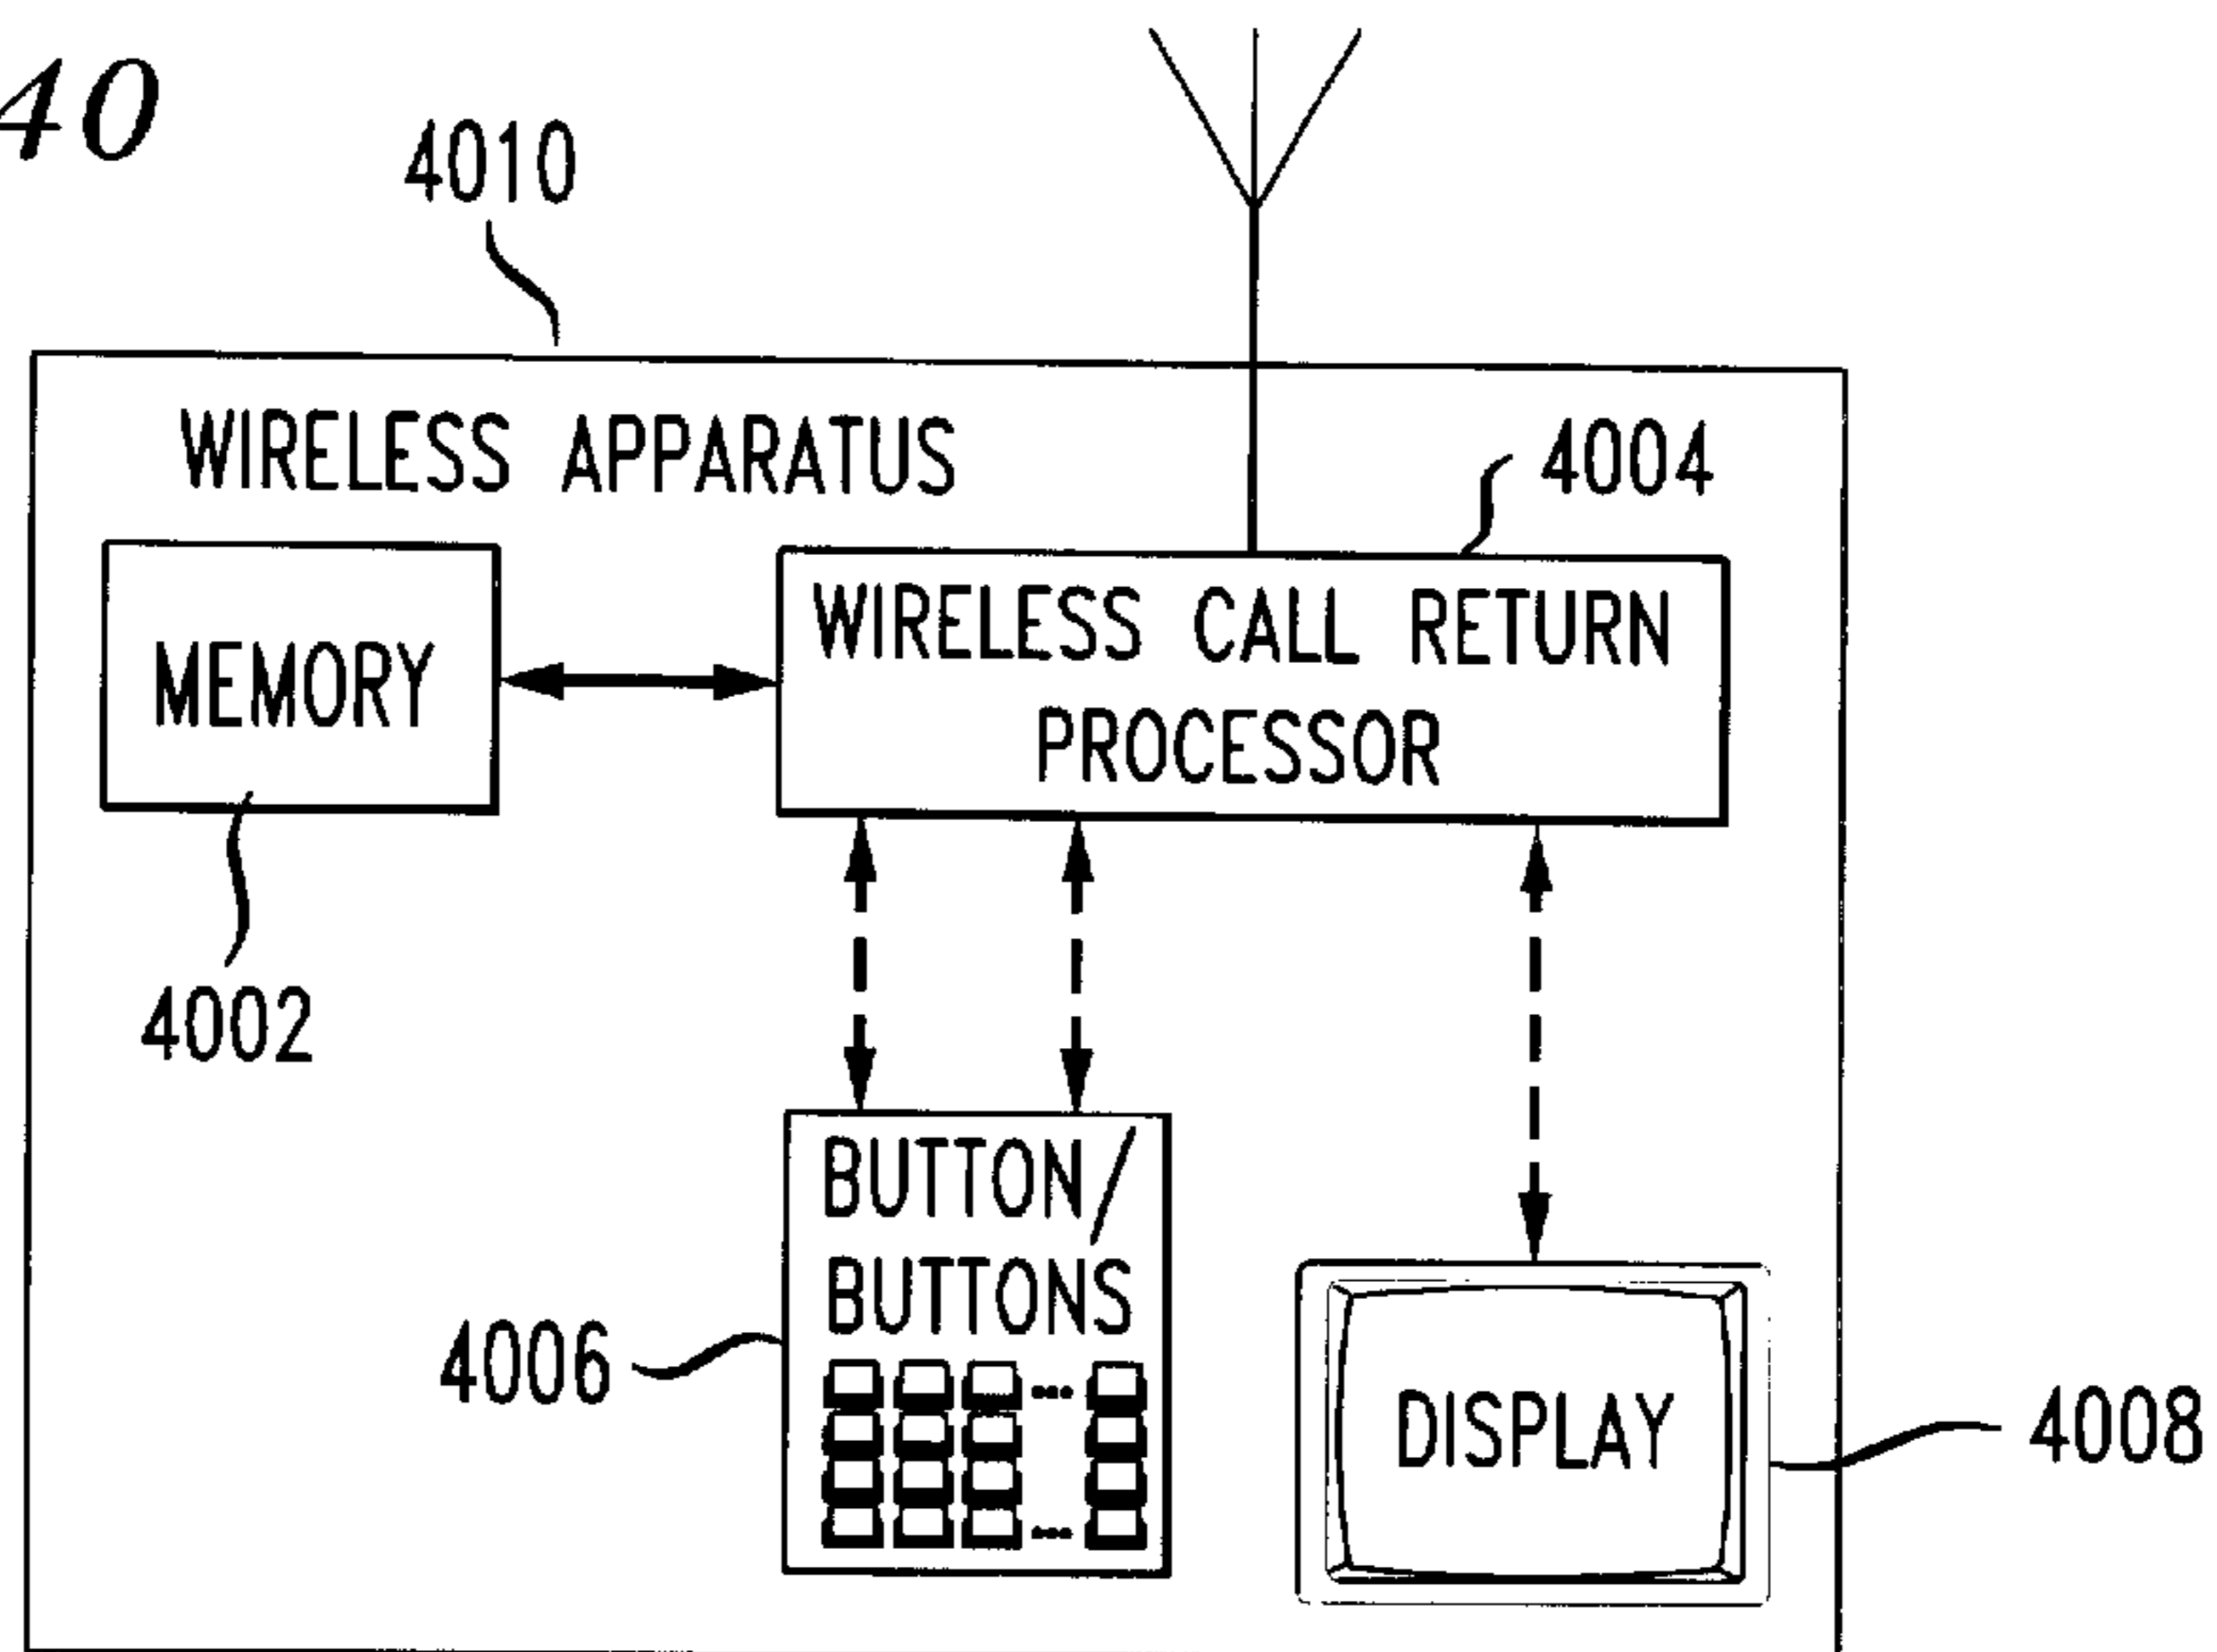 40
4010
WIRELESS APPARATUS
4004
MEMORY
WIRELESS CALL RETURN
PROCESSOR
4002
BUTTON/
BUTTONS
4006
DISPLAY
4008